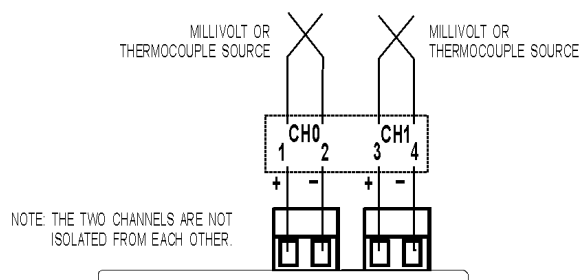 MILLIVOLT OR
THERMOCOUPLE SOURCE
MILLIVOLT OR
THERMOCOUPLE SOURCE
CH0
CH1
1 2 3 4
+ − + −
NOTE: THE TWO CHANNELS ARE NOT
ISOLATED FROM EACH OTHER.